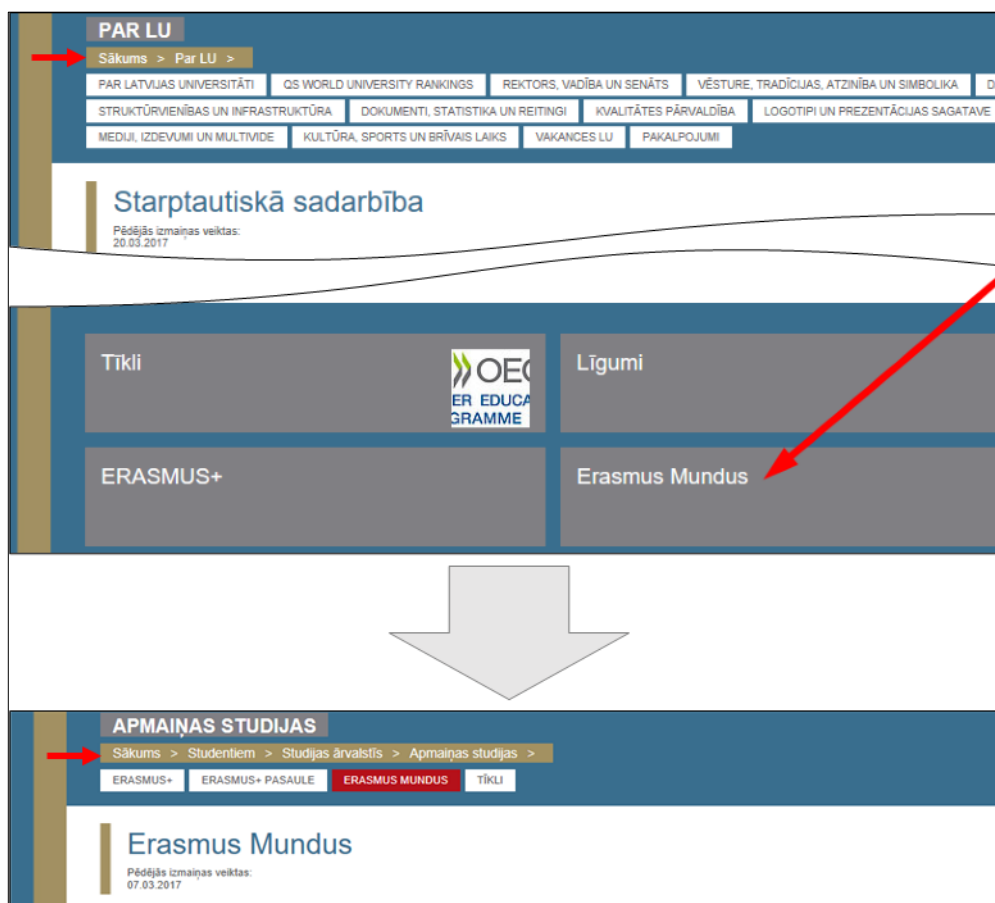 PAR LU
Sākums > Par LU >
PAR LATVIJAS UNIVERSITĀTI QS WORLD UNIVERSITY RANKINGS REKTORS, VADĪBA UN SENĀTS VĒSTURE, TRADĪCIJAS, ATZINĪBA UN SIMBOLIKA D
STRUKTŪRVIENĪBAS UN INFRASTRUKTŪRA DOKUMENTI, STATISTIKA UN REITINGI KVALITĀTES PĀRVALDĪBA LOGOTIPI UN PREZENTĀCIJAS SAGATAVE
MEDIJI, IZDEVUMI UN MULTIVIDE KULTŪRA, SPORTS UN BRĪVAIS LAIKS VAKANCES LU PAKALPOJUMI
Starptautiskā sadarbība
Pēdējās izmaiņas veiktas:
20.03.2017
Tīkli
OEC
ER EDUCA
GRAMME
Līgumi
ERASMUS+
Erasmus Mundus
APMAIŅAS STUDIJAS
Sākums > Studentiem > Studijas ārvalstīs > Apmaiņas studijas >
ERASMUS+ ERASMUS+ PASAULE ERASMUS MUNDUS TĪKLI
Erasmus Mundus
Pēdējās izmaiņas veiktas:
07.03.2017